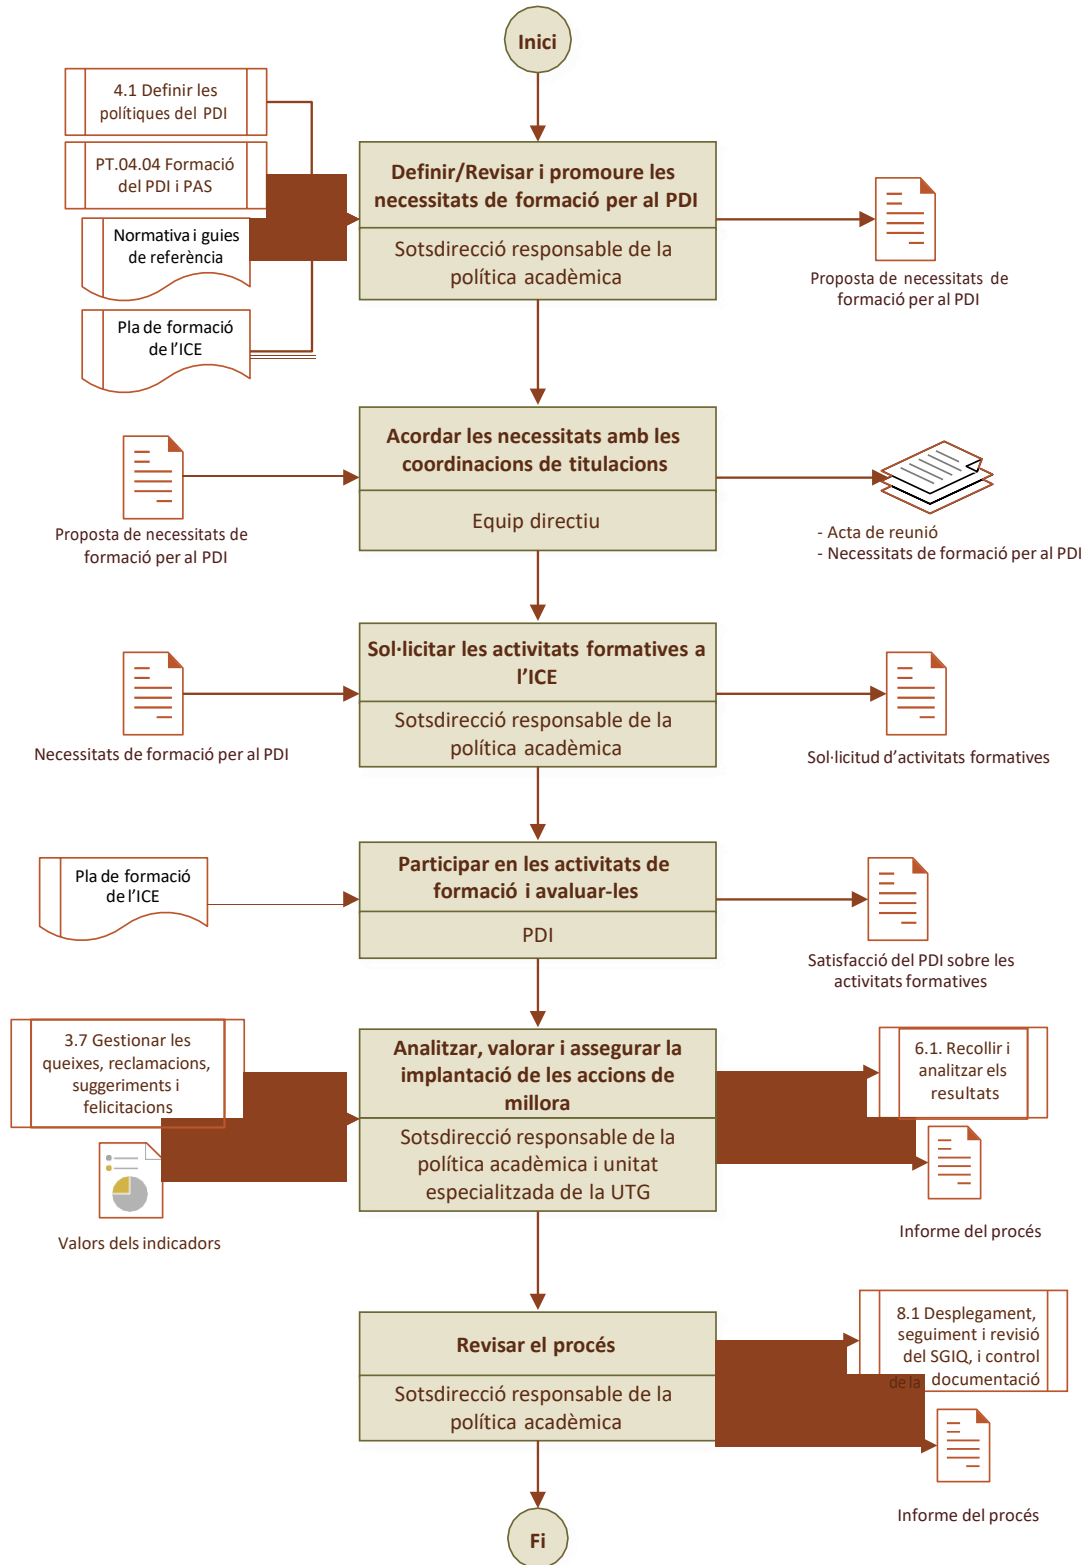 Inici
4.1 Definir les
polítiques del PDI
PT.04.04 Formació
del PDI i PAS
Normativa i guies
de referència
Pla de formació
de l'ICE
Definir/Revisar i promoure les
necessitats de formació per al PDI
Sotsdirecció responsable de la
política acadèmica
Proposta de necessitats de
formació per al PDI
Proposta de necessitats de
formació per al PDI
Acordar les necessitats amb les
coordinacions de titulacions
Equip directiu
- Acta de reunió
- Necessitats de formació per al PDI
Necessitats de formació per al PDI
Sol·licitar les activitats formatives a
l'ICE
Sotsdirecció responsable de la
política acadèmica
Sol·licitud d'activitats formatives
Pla de formació
de l'ICE
Participar en les activitats de
formació i avaluar-les
PDI
Satisfacció del PDI sobre les
activitats formatives
3.7 Gestionar les
queixes, reclamacions,
suggeriments i
felicitacions
Valors dels indicadors
Analitzar, valorar i assegurar la
implantació de les accions de
millora
Sotsdirecció responsable de la
política acadèmica i unitat
especialitzada de la UTG
6.1. Recollir i
analitzar els
resultats
Informe del procés
Revisar el procés
Sotsdirecció responsable de la
política acadèmica
8.1 Desplegament,
seguiment i revisió
del SGIQ, i control
de la documentació
Informe del procés
Fi